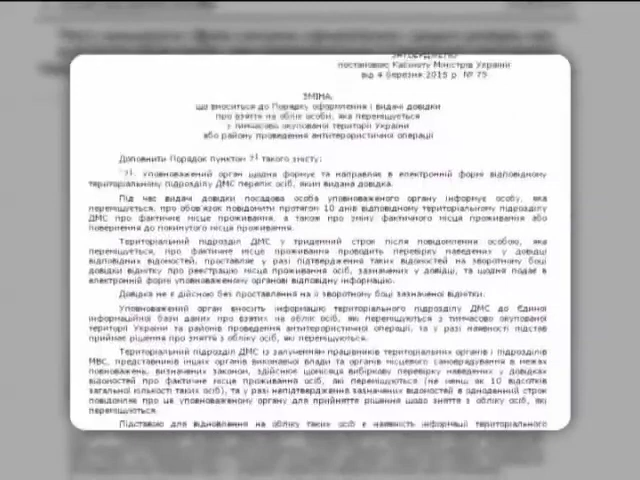 ЗАТВЕРДЖЕНО
постановою Кабінету Міністрів України
від 4 березня 2015 р. № 79
ЗМІНА,
що вноситься до Порядку оформлення і видачі довідки
про взяття на облік особи, яка переміщується
з тимчасово окупованої території України
або району проведення антитерористичної операції
Доповнити Порядок пунктом 7¹ такого змісту:
"7¹. Уповноважений орган щодня формує та направляє в електронній формі відповідному
територіальному підрозділу ДМС перелік осіб, яким видана довідка.
Під час видачі довідки посадова особа уповноваженого органу інформує особу, яка
переміщується, про обов'язок повідомити протягом 10 днів відповідному територіальному підрозділу
ДМС про фактичне місце проживання, а також про зміну фактичного місця проживання або
повернення до покинутого місця проживання.
Територіальний підрозділ ДМС у триденний строк після повідомлення особою, яка
переміщується, про фактичне місце проживання проводить перевірку наведених у довідці
відповідних відомостей, проставляє у разі підтвердження таких відомостей на зворотному боці
довідки відмітку про реєстрацію місця проживання осіб, зазначених у довідці, та щодня подає в
електронній формі уповноваженому органові відповідну інформацію.
Довідка не є дійсною без проставлення на її зворотному боці зазначеної відмітки.
Уповноважений орган вносить інформацію територіального підрозділу ДМС до Єдиної
інформаційної бази даних про взятих на облік осіб, які переміщуються з тимчасово окупованої
території України та районів проведення антитерористичної операції, та у разі наявності підстав
приймає рішення про зняття з обліку осіб, які переміщуються.
Територіальний підрозділ ДМС із залученням працівників територіальних органів і підрозділів
МВС, представників інших органів виконавчої влади та органів місцевого самоврядування в межах
повноважень, визначених законом, здійснює щомісяця вибіркову перевірку наведених у довідках
відомостей про фактичне місце проживання осіб, які переміщуються (не менш як 10 відсотків
загальної кількості таких осіб), та у разі непідтвердження зазначених відомостей в одноденний строк
повідомляє про це уповноваженому органу для прийняття рішення щодо зняття з обліку осіб, які
переміщуються.
Підставою для відновлення на обліку таких осіб є наявність інформації територіального